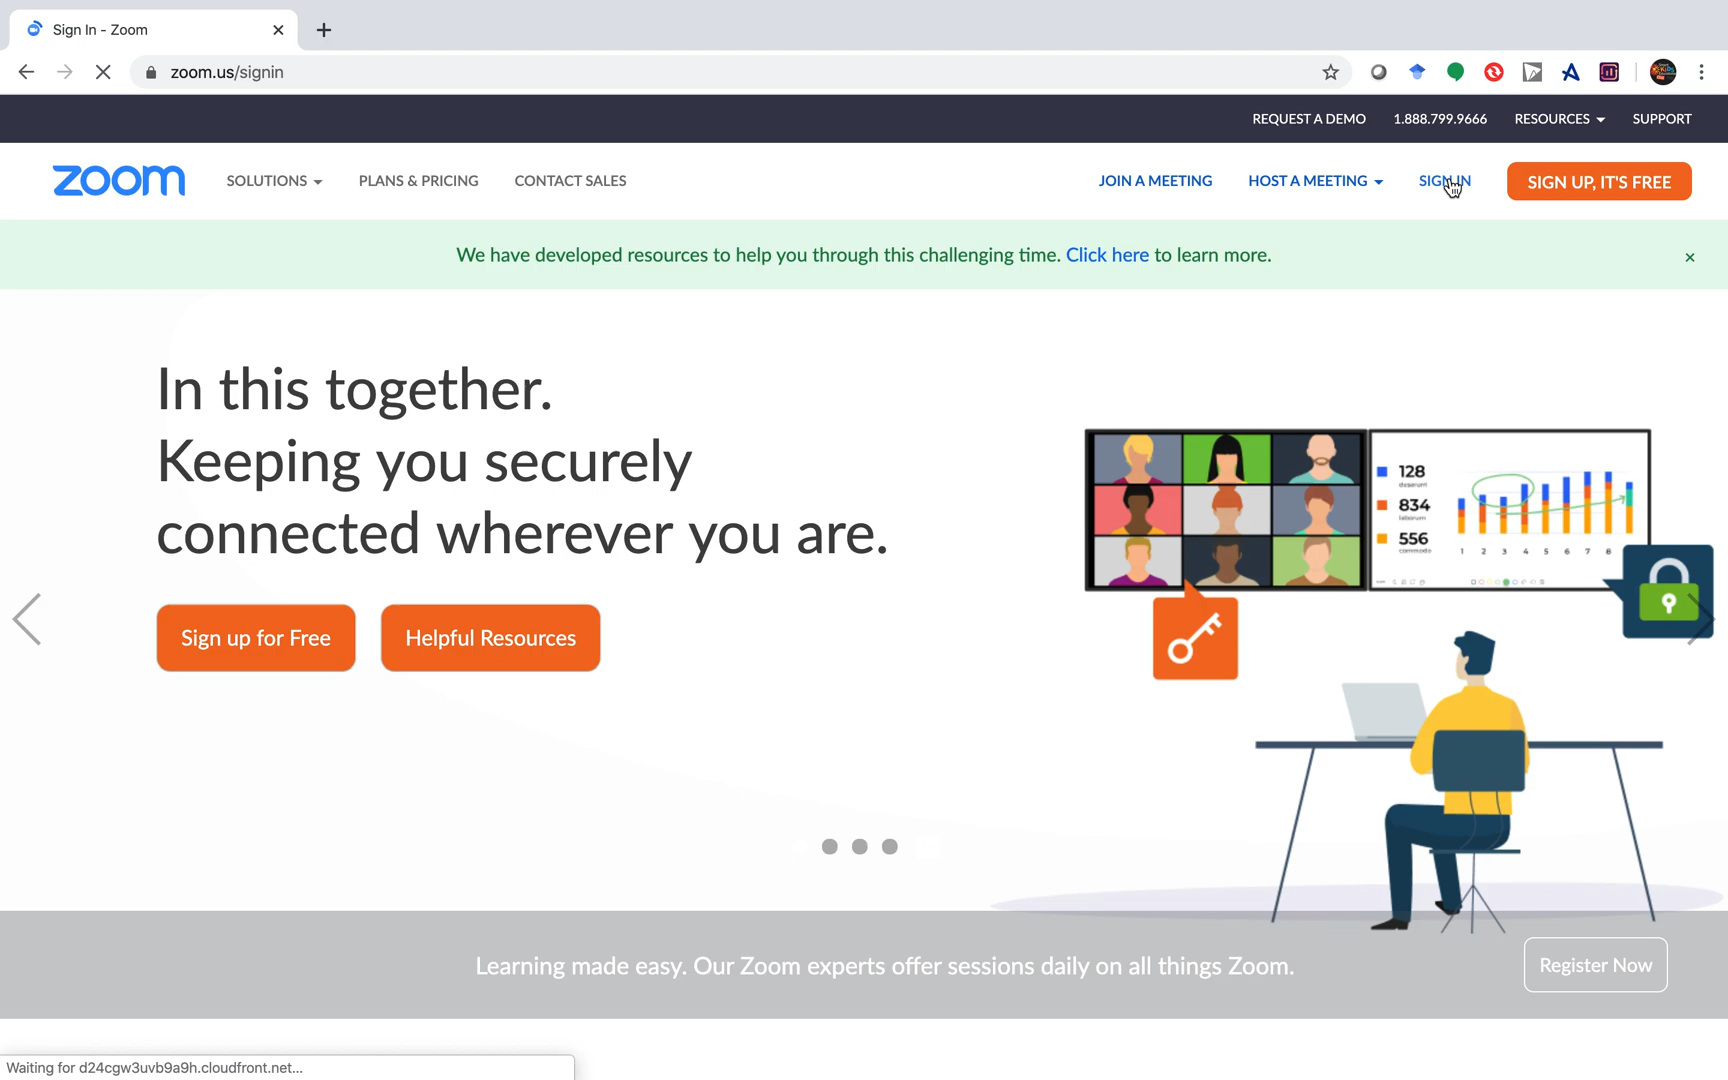 Sign In - Zoom
zoom.us/signin
REQUEST A DEMO 1.888.799.9666 RESOURCES SUPPORT
zoom SOLUTIONS PLANS & PRICING CONTACT SALES JOIN A MEETING HOST A MEETING SIGN IN SIGN UP, IT'S FREE
We have developed resources to help you through this challenging time. Click here to learn more.
In this together.
Keeping you securely
connected wherever you are.
Sign up for Free Helpful Resources
128
deserunt
834
laborum
556
commodo
1 2 3 4 5 6 7 8
Learning made easy. Our Zoom experts offer sessions daily on all things Zoom.
Register Now
Waiting for d24cgw3uvb9a9h.cloudfront.net...